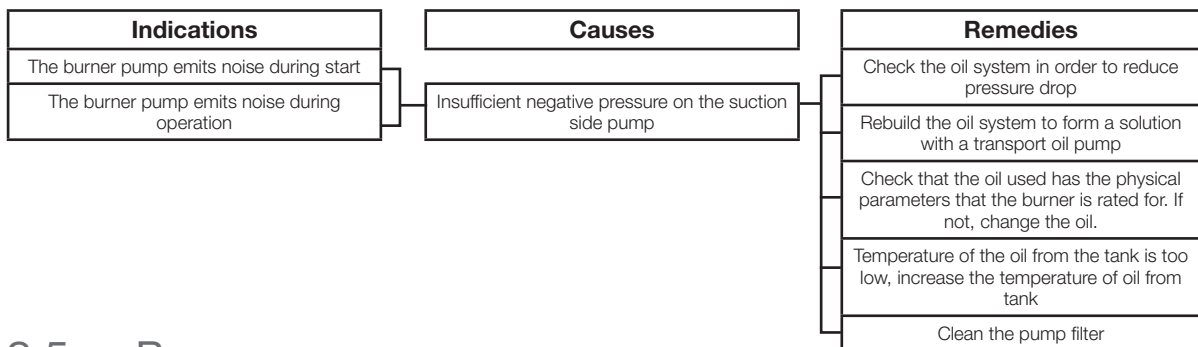 Indications
Causes
Remedies
The burner pump emits noise during start
The burner pump emits noise during
operation
Insufficient negative pressure on the suction
side pump
Check the oil system in order to reduce
pressure drop
Rebuild the oil system to form a solution
with a transport oil pump
Check that the oil used has the physical
parameters that the burner is rated for. If
not, change the oil.
Temperature of the oil from the tank is too
low, increase the temperature of oil from
tank
Clean the pump filter